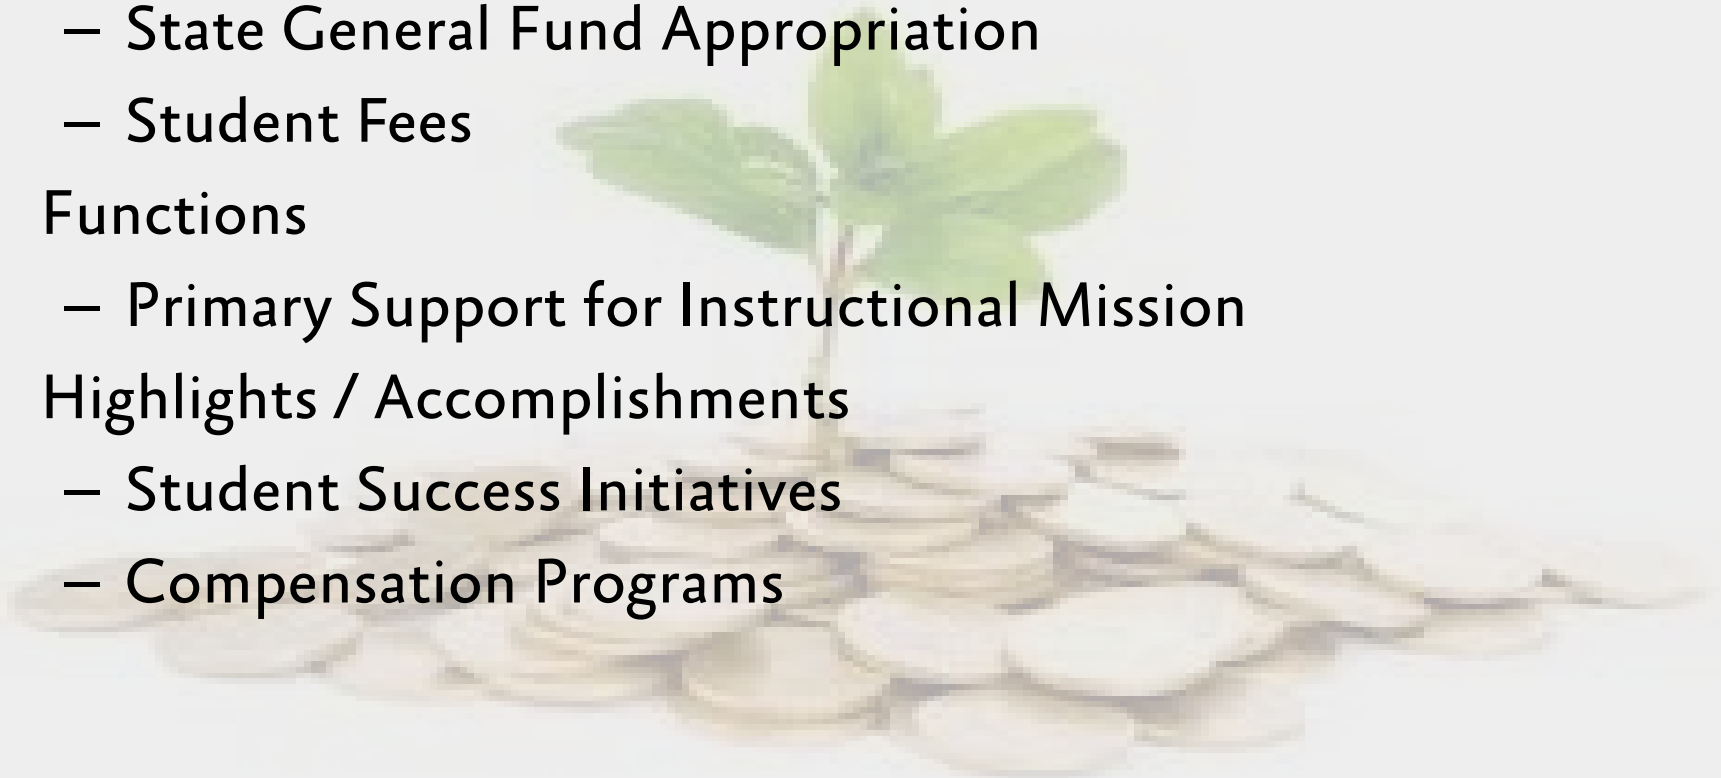 – State General Fund Appropriation
– Student Fees
Functions
– Primary Support for Instructional Mission
Highlights / Accomplishments
– Student Success Initiatives
– Compensation Programs